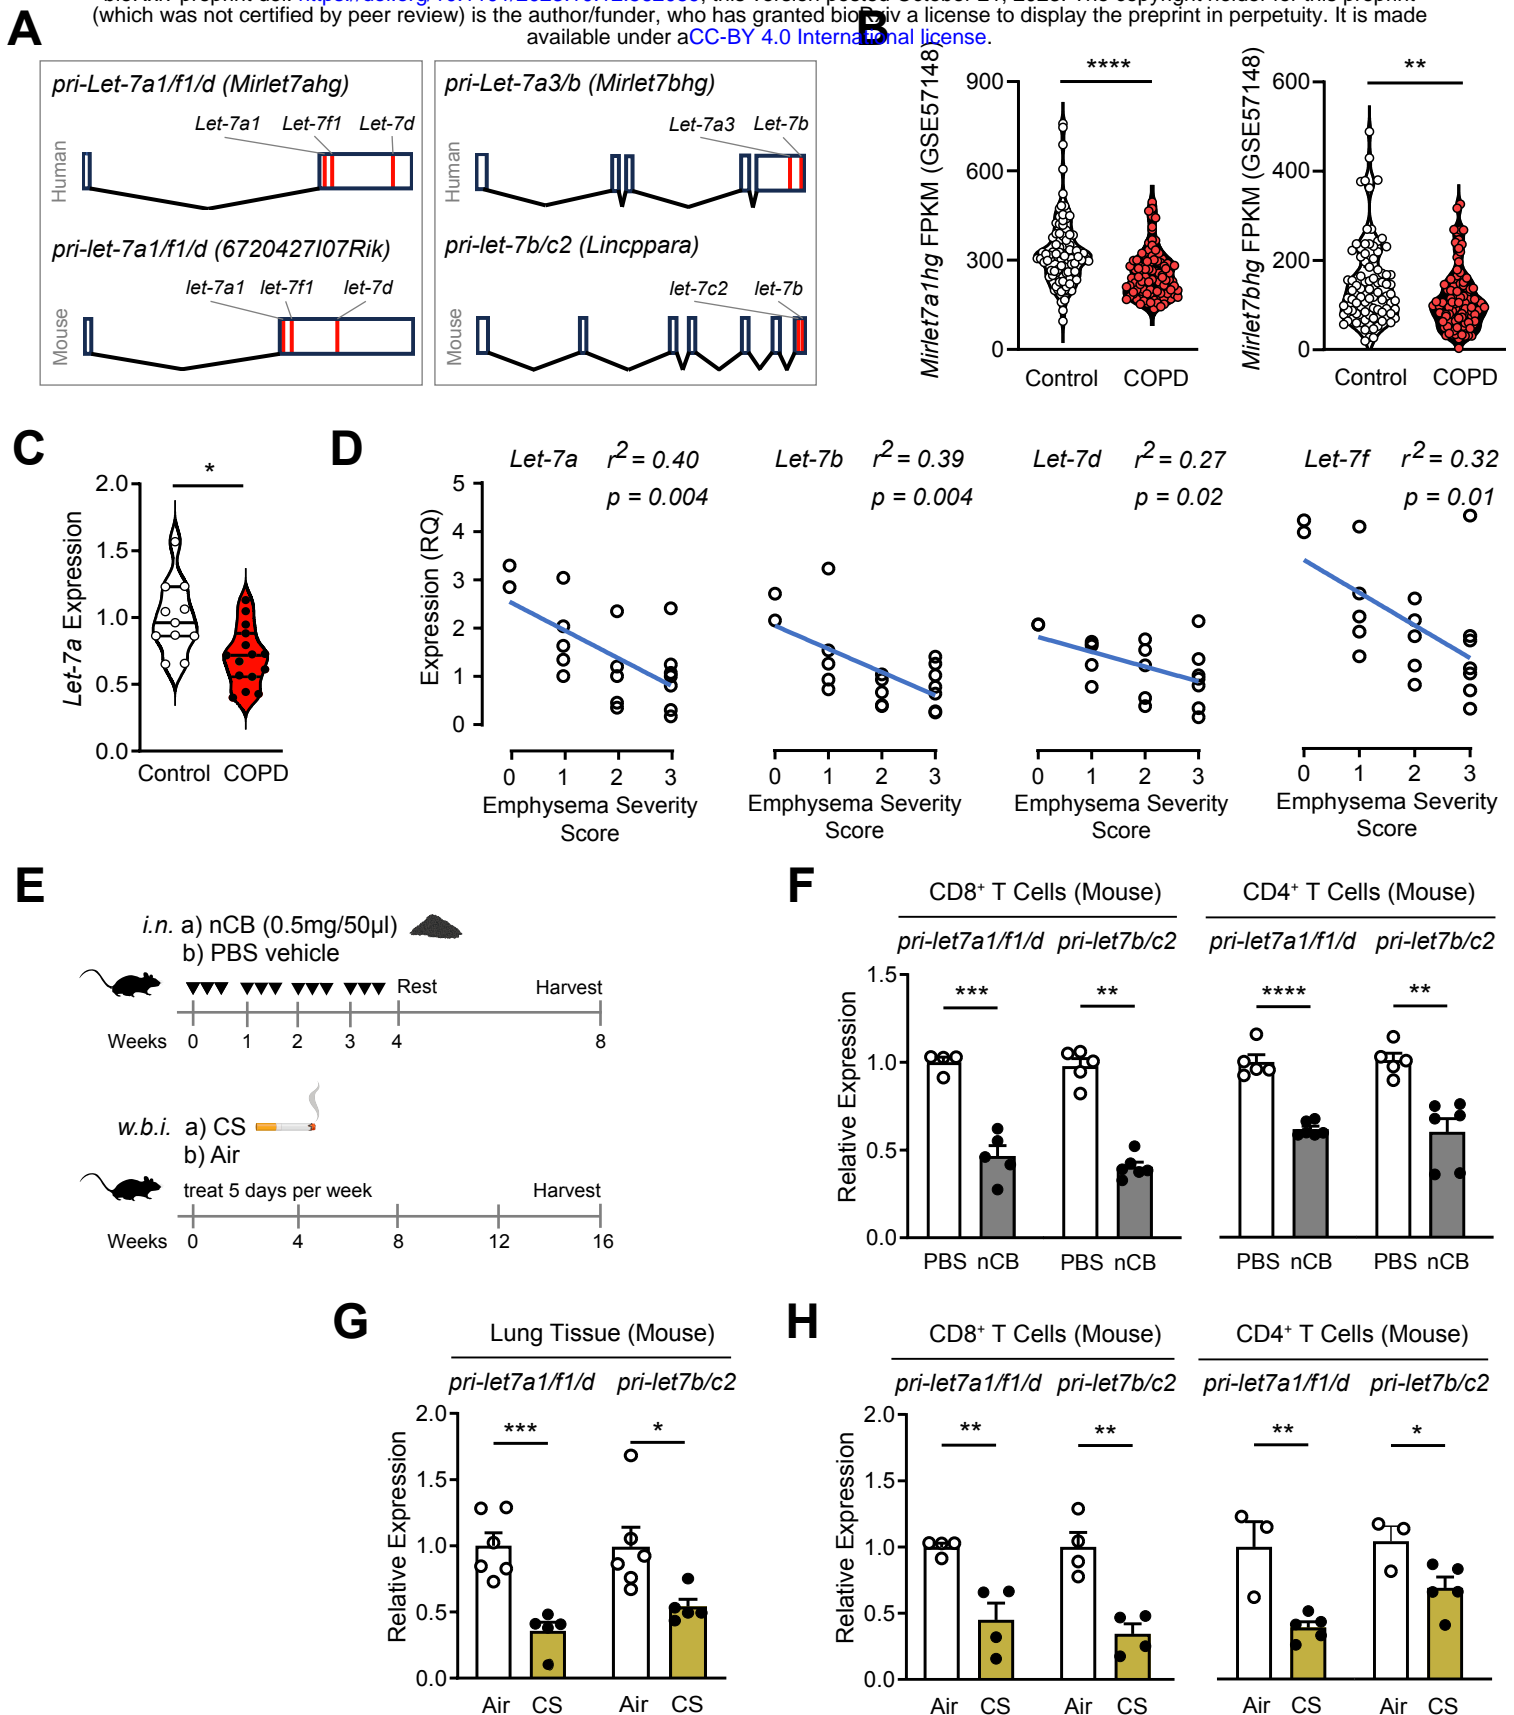 (which was not certified by peer review) is the author/funder, who has granted bioRxiv a license to display the preprint in perpetuity. It is made
available under aCC-BY 4.0 International license.
A
pri-Let-7a1/f1/d (Mirlet7ahg)
Let-7a1 Let-7f1 Let-7d
Human
pri-let-7a1/f1/d (6720427I07Rik)
let-7a1 let-7f1 let-7d
Mouse
pri-Let-7a3/b (Mirlet7bhg)
Let-7a3 Let-7b
Human
pri-let-7b/c2 (Lincppara)
let-7c2 let-7b
Mouse
B
Mirlet7a1hg FPKM (GSE57148)
900
600
300
0
****
Control COPD
Mirlet7bhg FPKM (GSE57148)
600
400
200
0
**
Control COPD
C
Let-7a Expression
2.0
1.5
1.0
0.5
0.0
*
Control COPD
D
Expression (RQ)
5
4
3
2
1
0
Let-7a r2 = 0.40
p = 0.004
0 1 2 3
Emphysema Severity
Score
Let-7b r2 = 0.39
p = 0.004
0 1 2 3
Emphysema Severity
Score
Let-7d r2 = 0.27
p = 0.02
0 1 2 3
Emphysema Severity
Score
Let-7f r2 = 0.32
p = 0.01
0 1 2 3
Emphysema Severity
Score
E
i.n. a) nCB (0.5mg/50µl)
b) PBS vehicle
Rest Harvest
Weeks 0 1 2 3 4 8
w.b.i. a) CS
b) Air
treat 5 days per week Harvest
Weeks 0 4 8 12 16
F
CD8+ T Cells (Mouse) CD4+ T Cells (Mouse)
pri-let7a1/f1/d pri-let7b/c2 pri-let7a1/f1/d pri-let7b/c2
Relative Expression
1.5
1.0
0.5
0.0
*** ** **** **
PBS nCB PBS nCB PBS nCB PBS nCB
G
Lung Tissue (Mouse)
pri-let7a1/f1/d pri-let7b/c2
Relative Expression
2.0
1.5
1.0
0.5
0.0
*** *
Air CS Air CS
H
CD8+ T Cells (Mouse) CD4+ T Cells (Mouse)
pri-let7a1/f1/d pri-let7b/c2 pri-let7a1/f1/d pri-let7b/c2
Relative Expression
2.0
1.5
1.0
0.5
0.0
** ** ** *
Air CS Air CS Air CS Air CS